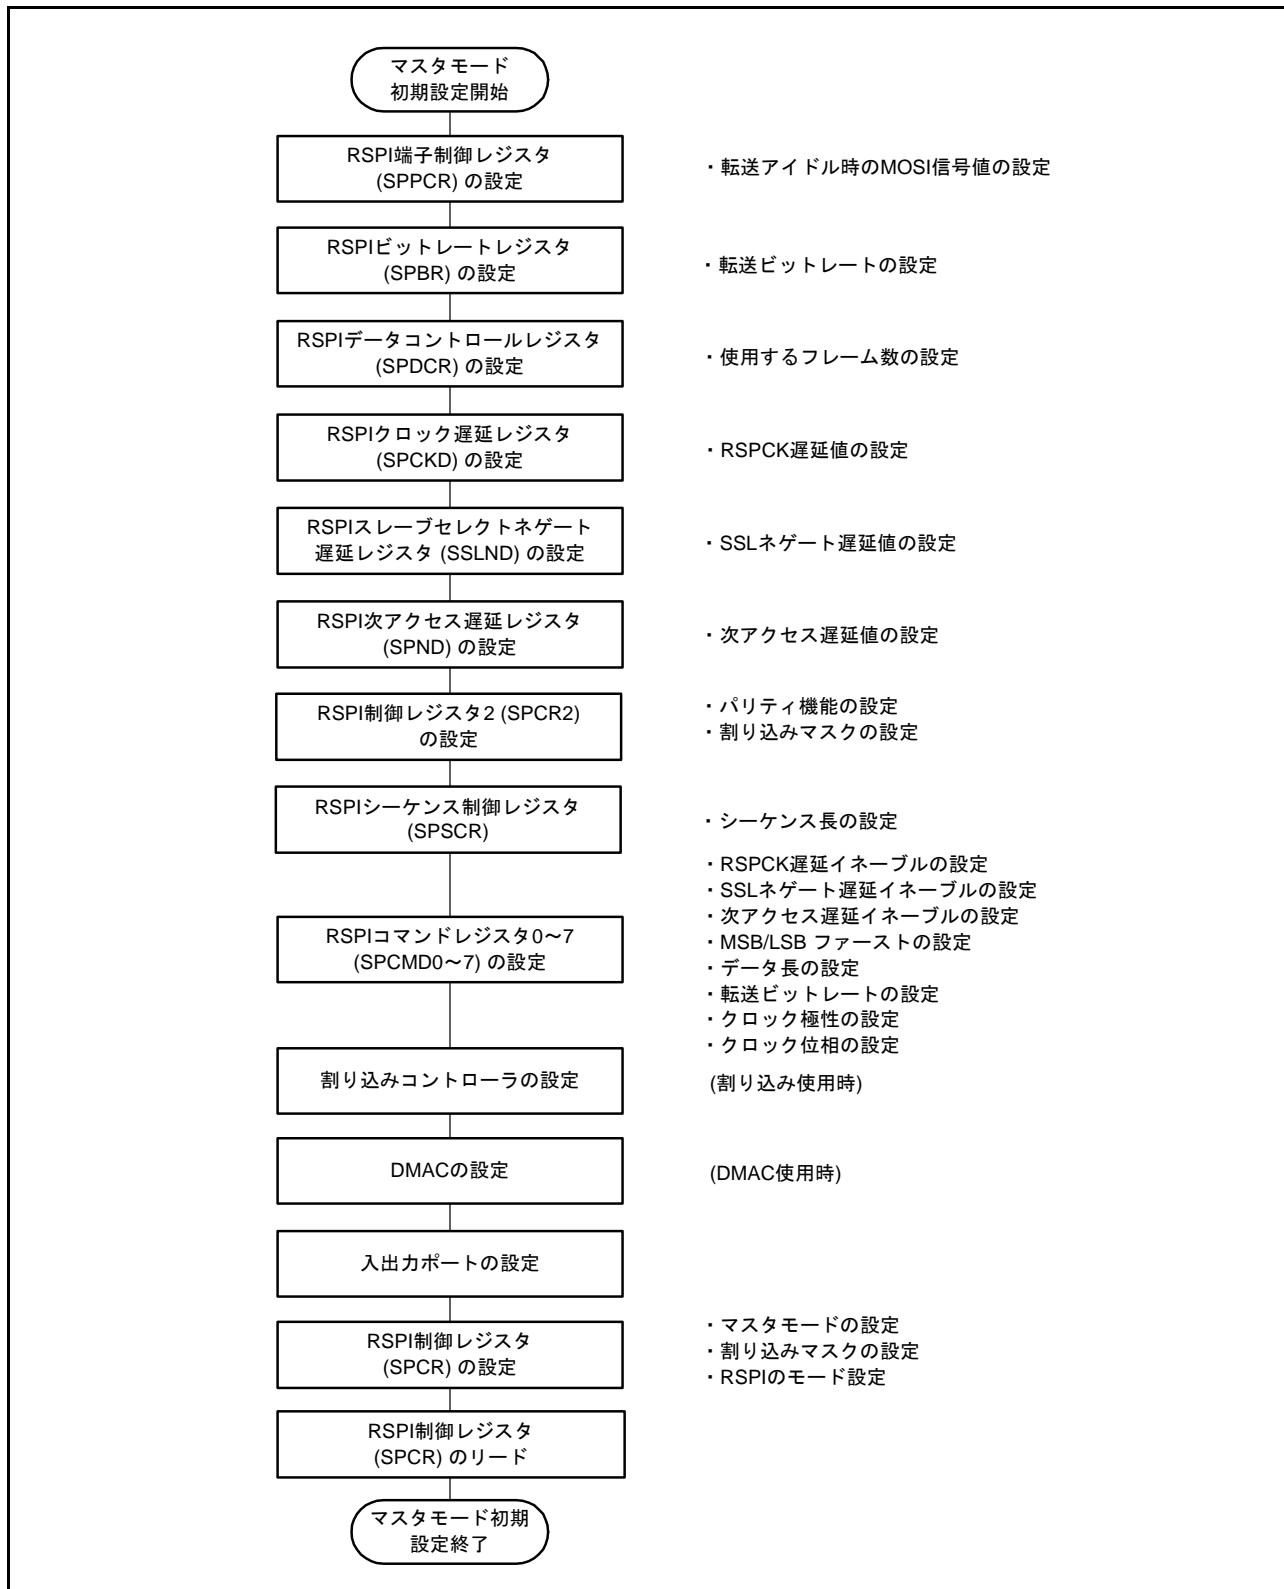 マスタモード
初期設定開始
RSPI端子制御レジスタ
(SPPCR) の設定
・転送アイドル時のMOSI信号値の設定
RSPIビットレートレジスタ
(SPBR) の設定
・転送ビットレートの設定
RSPIデータコントロールレジスタ
(SPDCR) の設定
・使用するフレーム数の設定
RSPIクロック遅延レジスタ
(SPCKD) の設定
・RSPCK遅延値の設定
RSPIスレーブセレクトネゲート
遅延レジスタ (SSLND) の設定
・SSLネゲート遅延値の設定
RSPI次アクセス遅延レジスタ
(SPND) の設定
・次アクセス遅延値の設定
RSPI制御レジスタ2 (SPCR2)
の設定
・パリティ機能の設定
・割り込みマスクの設定
RSPIシーケンス制御レジスタ
(SPSCR)
・シーケンス長の設定
RSPIコマンドレジスタ0〜7
(SPCMD0〜7) の設定
・RSPCK遅延イネーブルの設定
・SSLネゲート遅延イネーブルの設定
・次アクセス遅延イネーブルの設定
・MSB/LSB ファーストの設定
・データ長の設定
・転送ビットレートの設定
・クロック極性の設定
・クロック位相の設定
割り込みコントローラの設定
(割り込み使用時)
DMACの設定
(DMAC使用時)
入出力ポートの設定
RSPI制御レジスタ
(SPCR) の設定
・マスタモードの設定
・割り込みマスクの設定
・RSPIのモード設定
RSPI制御レジスタ
(SPCR) のリード
マスタモード初期
設定終了